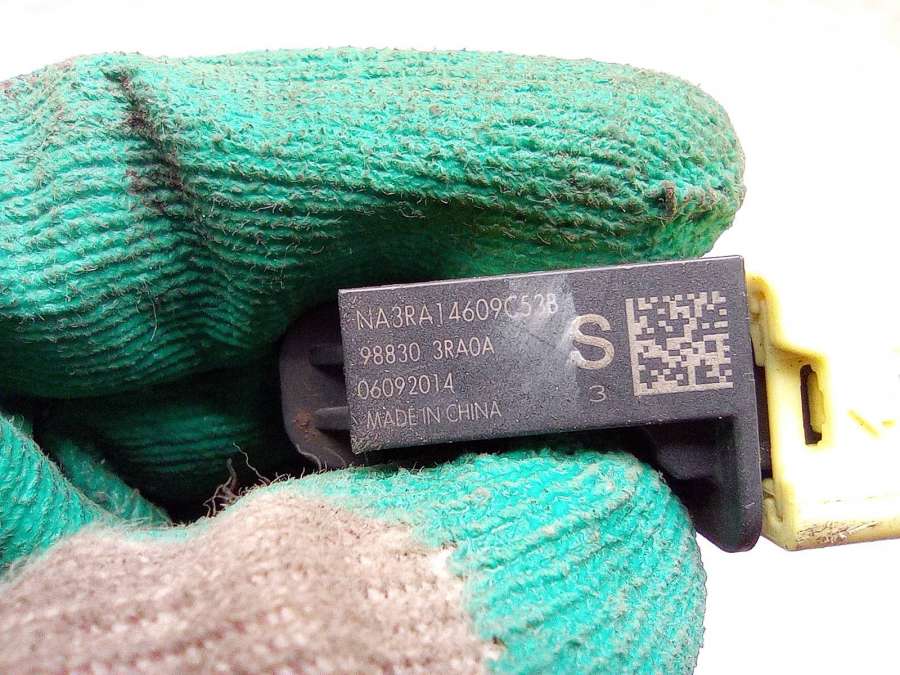 NA3RA14609C53B
98830 3RA0A
06092014
MADE IN CHINA
S
3